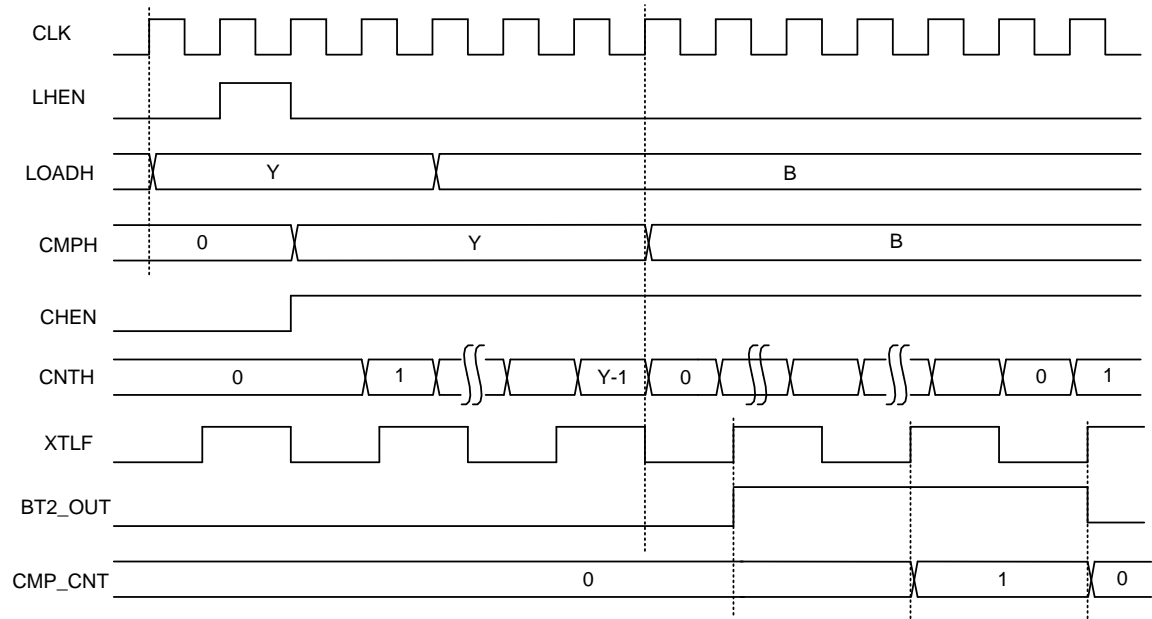 CLK
LHEN
LOADH Y B
CMPH 0 Y B
CHEN
CNTH 0 1 Y-1 0 0 1
XTLF
BT2_OUT
CMP_CNT 0 1 0